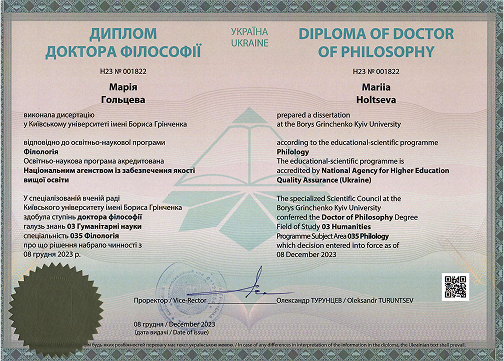 ДИПЛОМ
ДОКТОРА ФІЛОСОФІЇ
УКРАЇНА
UKRAINE
DIPLOMA OF DOCTOR
OF PHILOSOPHY
Н23 № 001822
Марія
Гольцева
виконала дисертацію
у Київському університеті імені Бориса Грінченка
відповідно до освітньо-наукової програми
Філологія
Освітньо-наукова програма акредитована
Національним агенством із забезпечення якості
вищої освіти
У спеціалізованій вченій раді
Київського університету імені Бориса Грінченка
здобула ступінь доктора філософії
галузь знань 03 Гуманітарні науки
спеціальність 035 Філологія
про що рішення набрало чинності з
08 грудня 2023 р.
H23 № 001822
Mariia
Holtseva
prepared a dissertation
at the Borys Grinchenko Kyiv University
according to the educational-scientific programme
Philology
The educational-scientific programme is
accredited by National Agency for Higher Education
Quality Assurance (Ukraine)
The specialized Scientific Council at the
Borys Grinchenko Kyiv University
conferred the Doctor of Philosophy Degree
Field of Study 03 Humanities
Programme Subject Area 035 Philology
which decision entered into force as of
08 December 2023
Проректор / Vice-Rector
Олександр ТУРУНЦЕВ / Oleksandr TURUNTSEV
08 грудня / December 2023
(дата видачі / Date of issue)
будь-яких розбіжностей перевагу має текст українською мовою. / In case of any differences in interpretation of the information in the diploma, the Ukrainian text shall prevail.